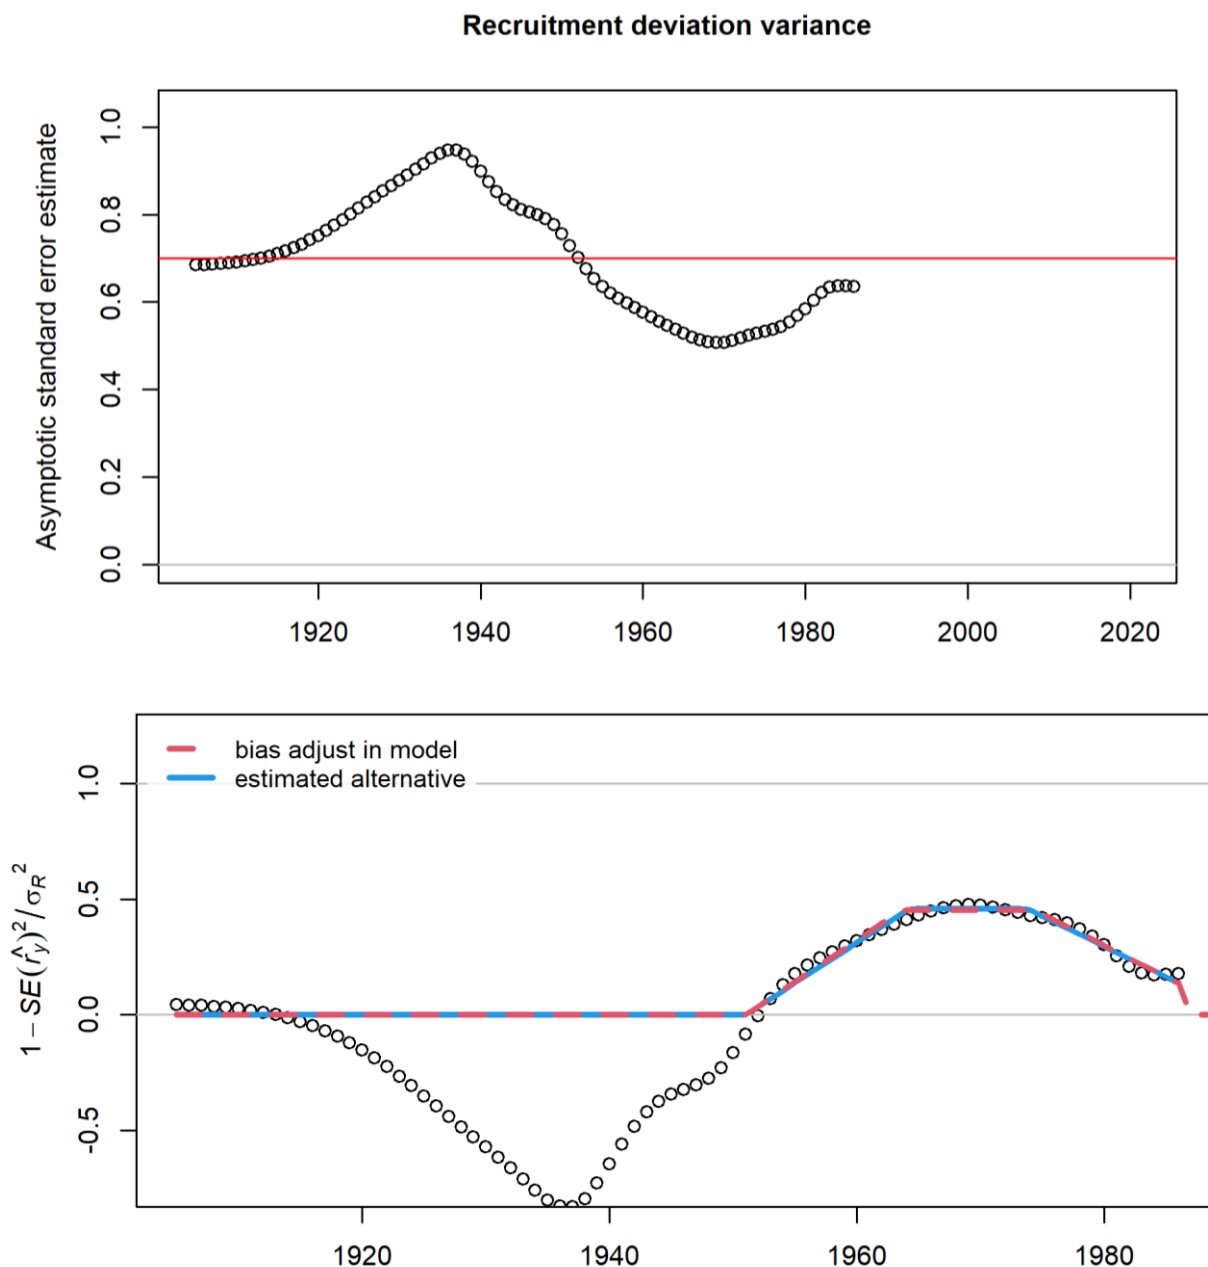 Recruitment deviation variance
Asymptotic standard error estimate
1.0
0.8
0.6
0.4
0.2
0.0
1920 1940 1960 1980 2000 2020
bias adjust in model
estimated alternative
1 − SE(r̂_y)² / σ_R²
1.0
0.5
0.0
-0.5
1920 1940 1960 1980